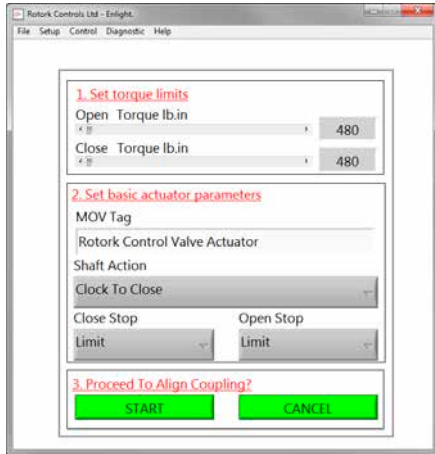 Rotork Controls Ltd - Enlight.
File Setup Control Diagnostic Help
1. Set torque limits
Open Torque lb.in
480
Close Torque lb.in
480
2. Set basic actuator parameters
MOV Tag
Rotork Control Valve Actuator
Shaft Action
Clock To Close
Close Stop Open Stop
Limit Limit
3. Proceed To Align Coupling?
START CANCEL